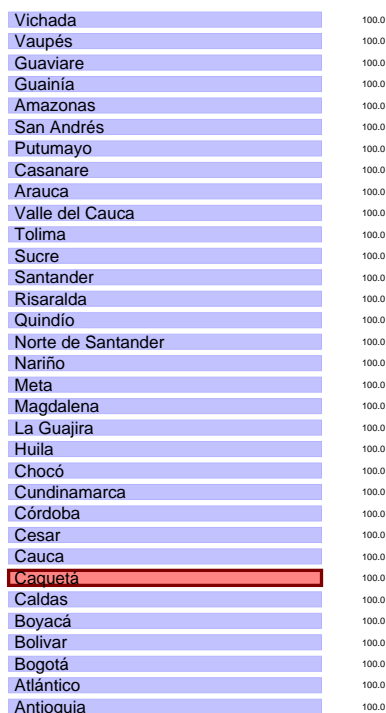 Vichada 100.0
Vaupés 100.0
Guaviare 100.0
Guainía 100.0
Amazonas 100.0
San Andrés 100.0
Putumayo 100.0
Casanare 100.0
Arauca 100.0
Valle del Cauca 100.0
Tolima 100.0
Sucre 100.0
Santander 100.0
Risaralda 100.0
Quindío 100.0
Norte de Santander 100.0
Nariño 100.0
Meta 100.0
Magdalena 100.0
La Guajira 100.0
Huila 100.0
Chocó 100.0
Cundinamarca 100.0
Córdoba 100.0
Cesar 100.0
Cauca 100.0
Caquetá 100.0
Caldas 100.0
Boyacá 100.0
Bolivar 100.0
Bogotá 100.0
Atlántico 100.0
Antioquia 100.0